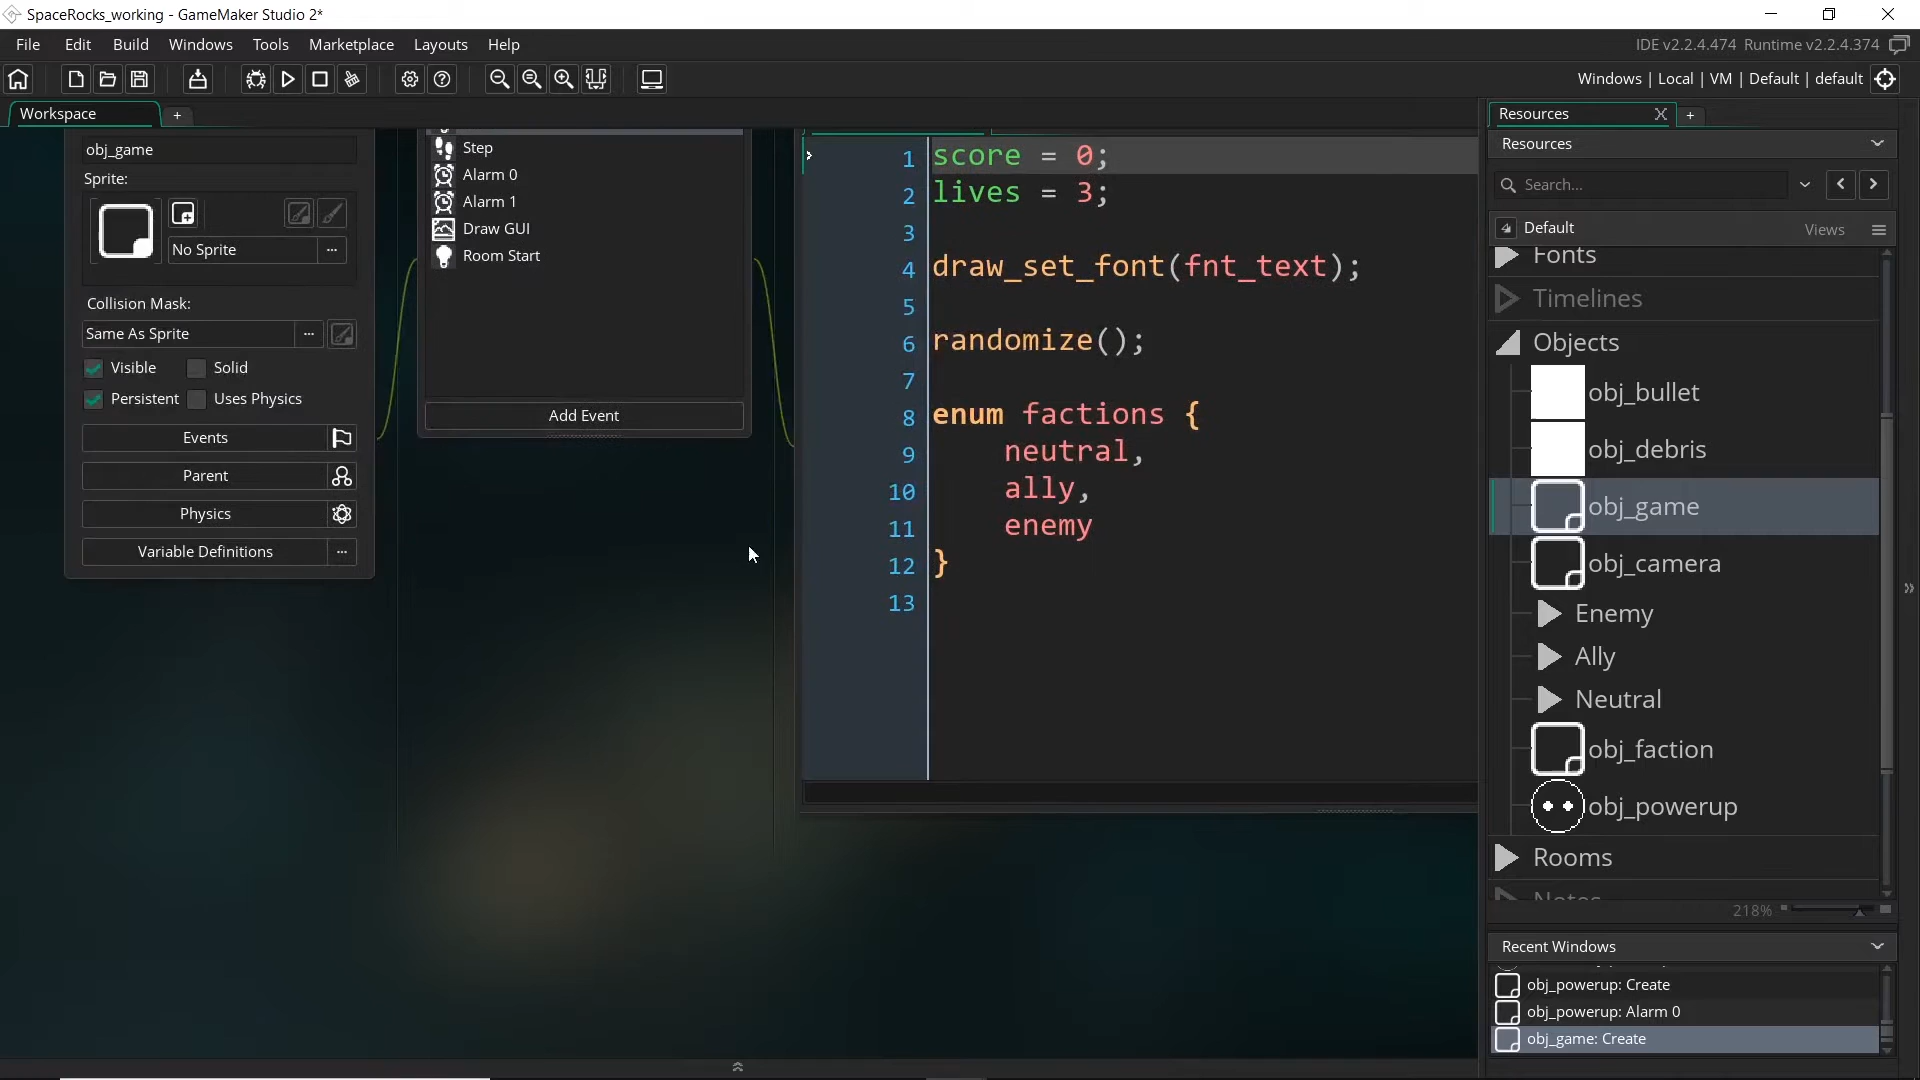 SpaceRocks_working - GameMaker Studio 2*
File Edit Build Windows Tools Marketplace Layouts Help
IDE v2.2.4.474 Runtime v2.2.4.374
Windows | Local | VM | Default | default
Workspace
+
obj_game
Sprite:
No Sprite
...
Collision Mask:
Same As Sprite
...
Visible
Solid
Persistent
Uses Physics
Events
Parent
Physics
Variable Definitions
...
Step
Alarm 0
Alarm 1
Draw GUI
Room Start
Add Event
1 score = 0;
2 lives = 3;
3
4 draw_set_font(fnt_text);
5
6 randomize();
7
8 enum factions {
9 neutral,
10 ally,
11 enemy
12 }
13
Resources X +
Resources
Search...
Default
Views
Fonts
Timelines
Objects
obj_bullet
obj_debris
obj_game
obj_camera
Enemy
Ally
Neutral
obj_faction
obj_powerup
Rooms
Notes
218%
Recent Windows
obj_powerup: Create
obj_powerup: Alarm 0
obj_game: Create